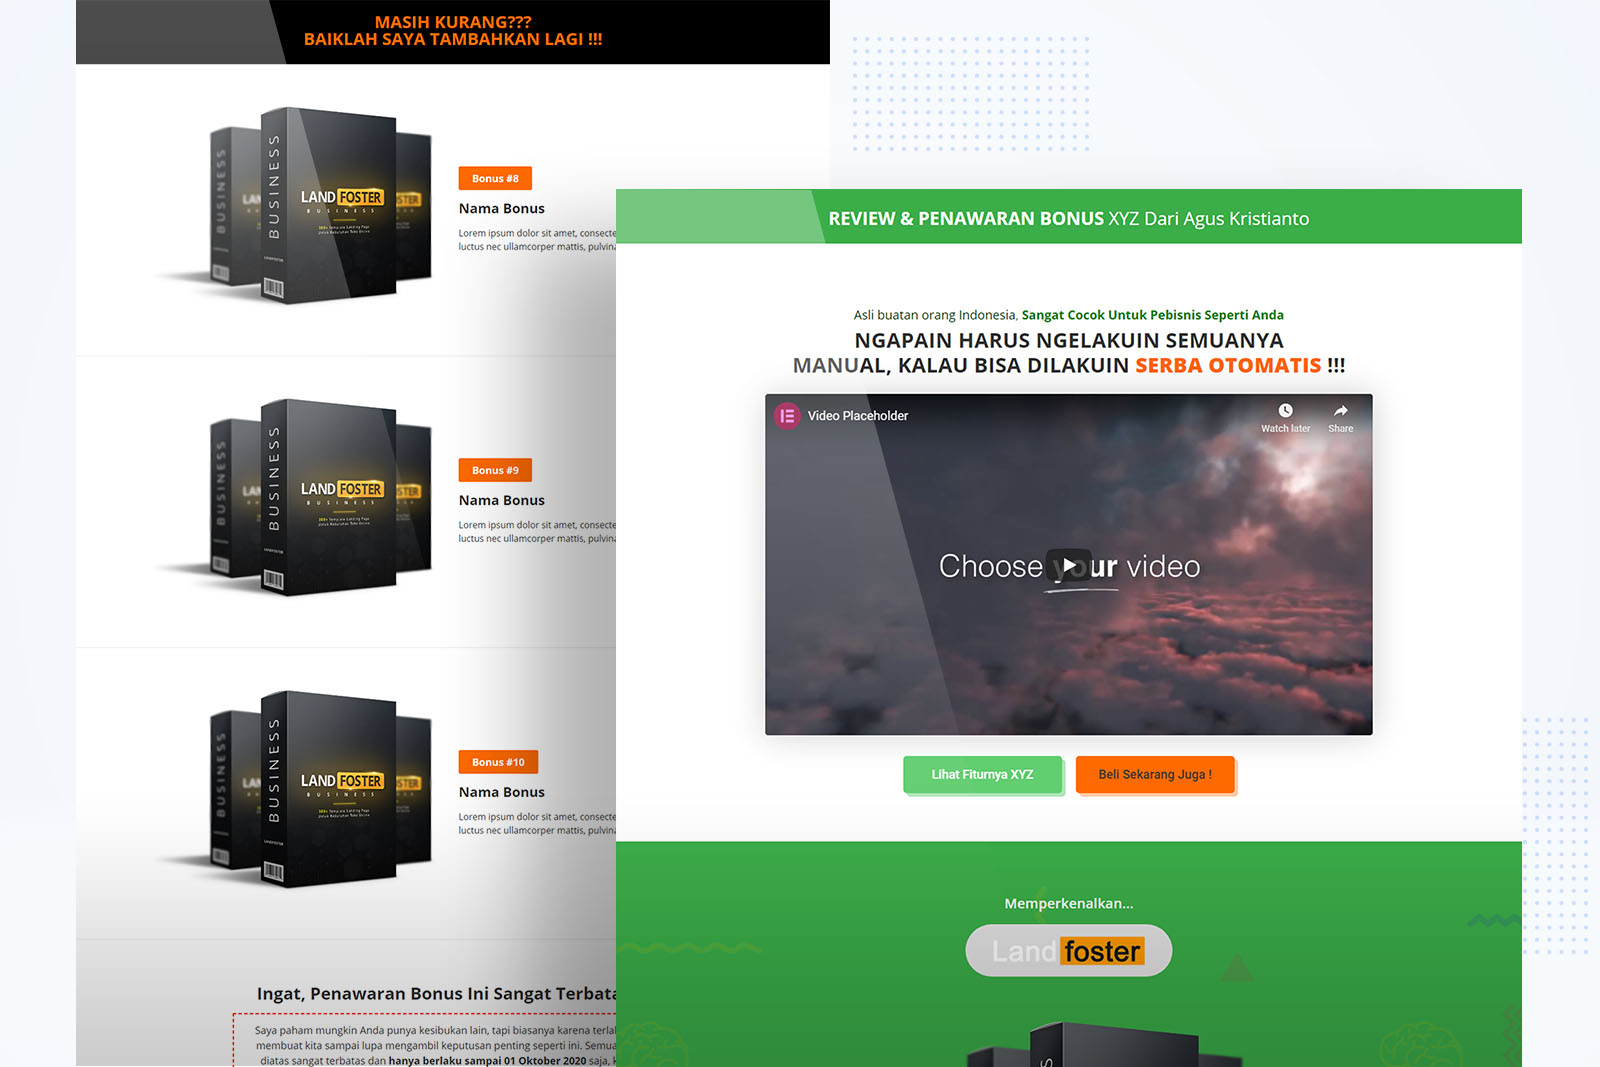 MASIH KURANG???
BAIKLAH SAYA TAMBAHKAN LAGI !!!
BUSINESS
LAND FOSTER
BUSINESS
Bonus #8
Nama Bonus
Lorem ipsum dolor sit amet, consecte
luctus nec ullamcorper mattis, pulvina
BUSINESS
LAND FOSTER
BUSINESS
Bonus #9
Nama Bonus
Lorem ipsum dolor sit amet, consecte
luctus nec ullamcorper mattis, pulvina
BUSINESS
LAND FOSTER
BUSINESS
Bonus #10
Nama Bonus
Lorem ipsum dolor sit amet, consecte
luctus nec ullamcorper mattis, pulvina
Ingat, Penawaran Bonus Ini Sangat Terbata
Saya paham mungkin Anda punya kesibukan lain, tapi biasanya karena terla
membuat kita sampai lupa mengambil keputusan penting seperti ini. Semua
diatas sangat terbatas dan hanya berlaku sampai 01 Oktober 2020 saja, k
REVIEW & PENAWARAN BONUS XYZ Dari Agus Kristianto
Asli buatan orang Indonesia, Sangat Cocok Untuk Pebisnis Seperti Anda
NGAPAIN HARUS NGELAKUIN SEMUANYA
MANUAL, KALAU BISA DILAKUIN SERBA OTOMATIS !!!
Video Placeholder
Watch later
Share
Choose your video
Lihat Fiturnya XYZ
Beli Sekarang Juga !
Memperkenalkan...
Land foster